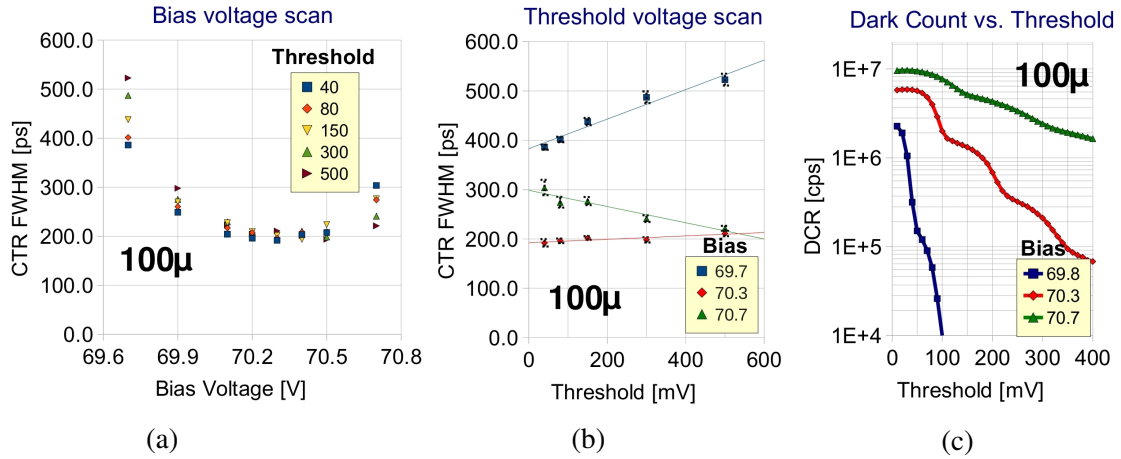 Bias voltage scan
600.0
500.0
400.0
300.0
200.0
100.0
0.0
CTR FWHM [ps]
Threshold
40
80
150
300
500
100µ
69.6 69.9 70.2 70.5 70.8
Bias Voltage [V]
(a)
Threshold voltage scan
600.0
500.0
400.0
300.0
200.0
100.0
0.0
CTR FWHM [ps]
Bias
69.7
70.3
70.7
100µ
0 200 400 600
Threshold [mV]
(b)
Dark Count vs. Threshold
1E+7
1E+6
1E+5
1E+4
DCR [cps]
100µ
Bias
69.8
70.3
70.7
0 100 200 300 400
Threshold [mV]
(c)